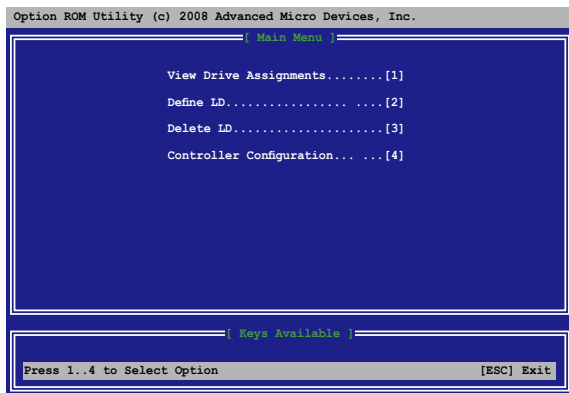 Option ROM Utility (c) 2008 Advanced Micro Devices, Inc.
[ Main Menu ]
View Drive Assignments........[1]
Define LD................ ....[2]
Delete LD.....................[3]
Controller Configuration... ...[4]
[ Keys Available ]
Press 1..4 to Select Option [ESC] Exit